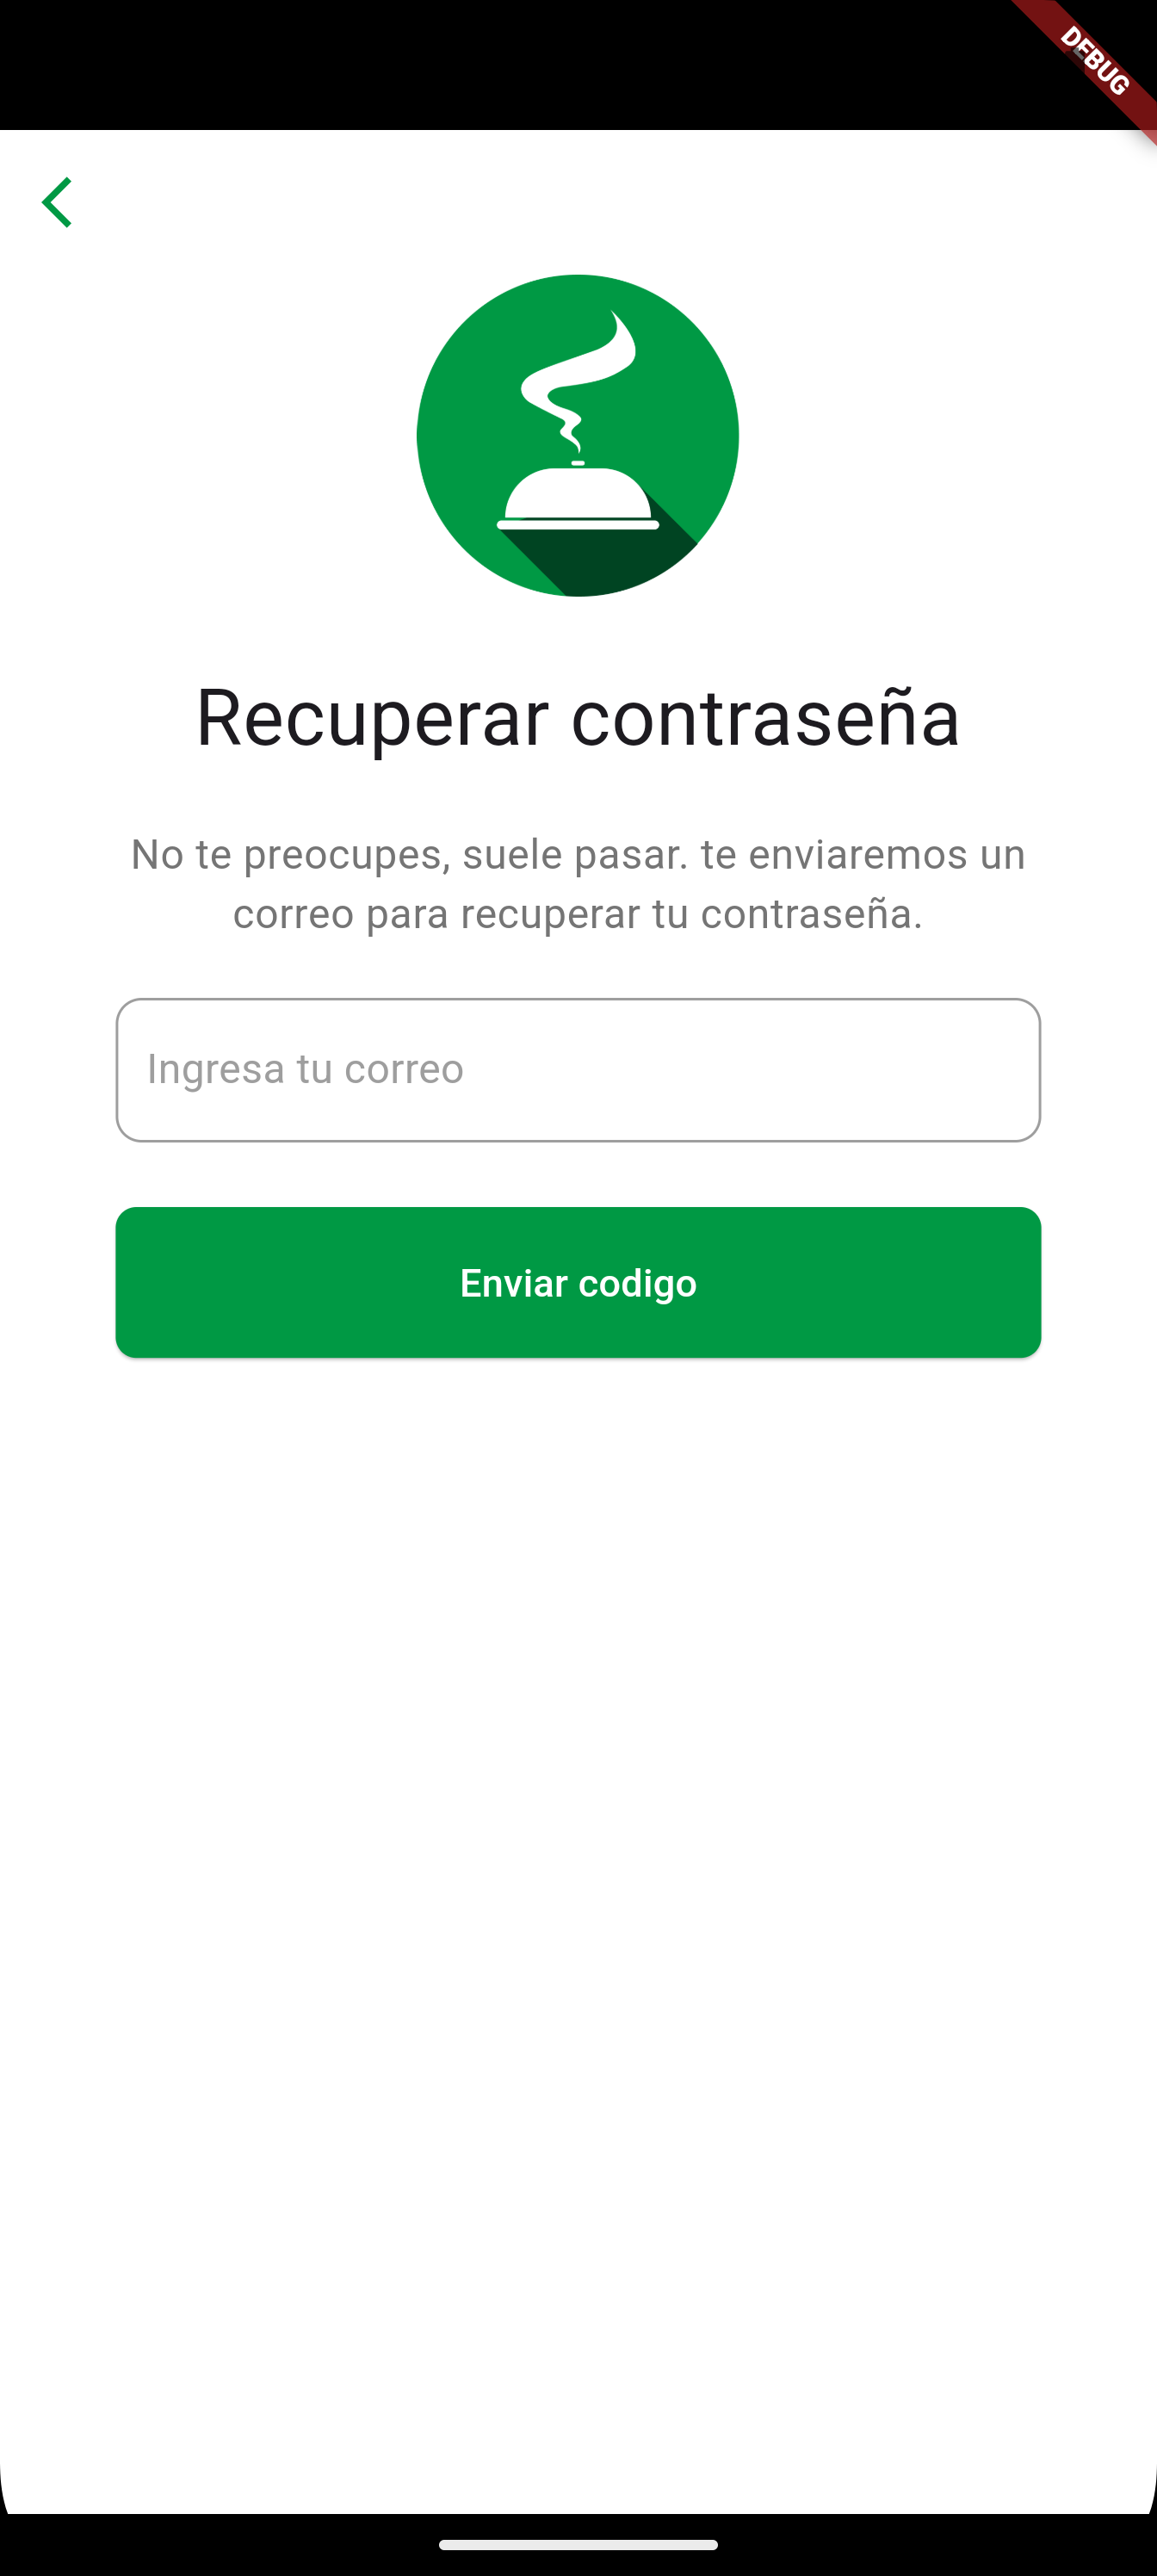 DEBUG
Recuperar contraseña
No te preocupes, suele pasar. te enviaremos un
correo para recuperar tu contraseña.
Ingresa tu correo
Enviar codigo